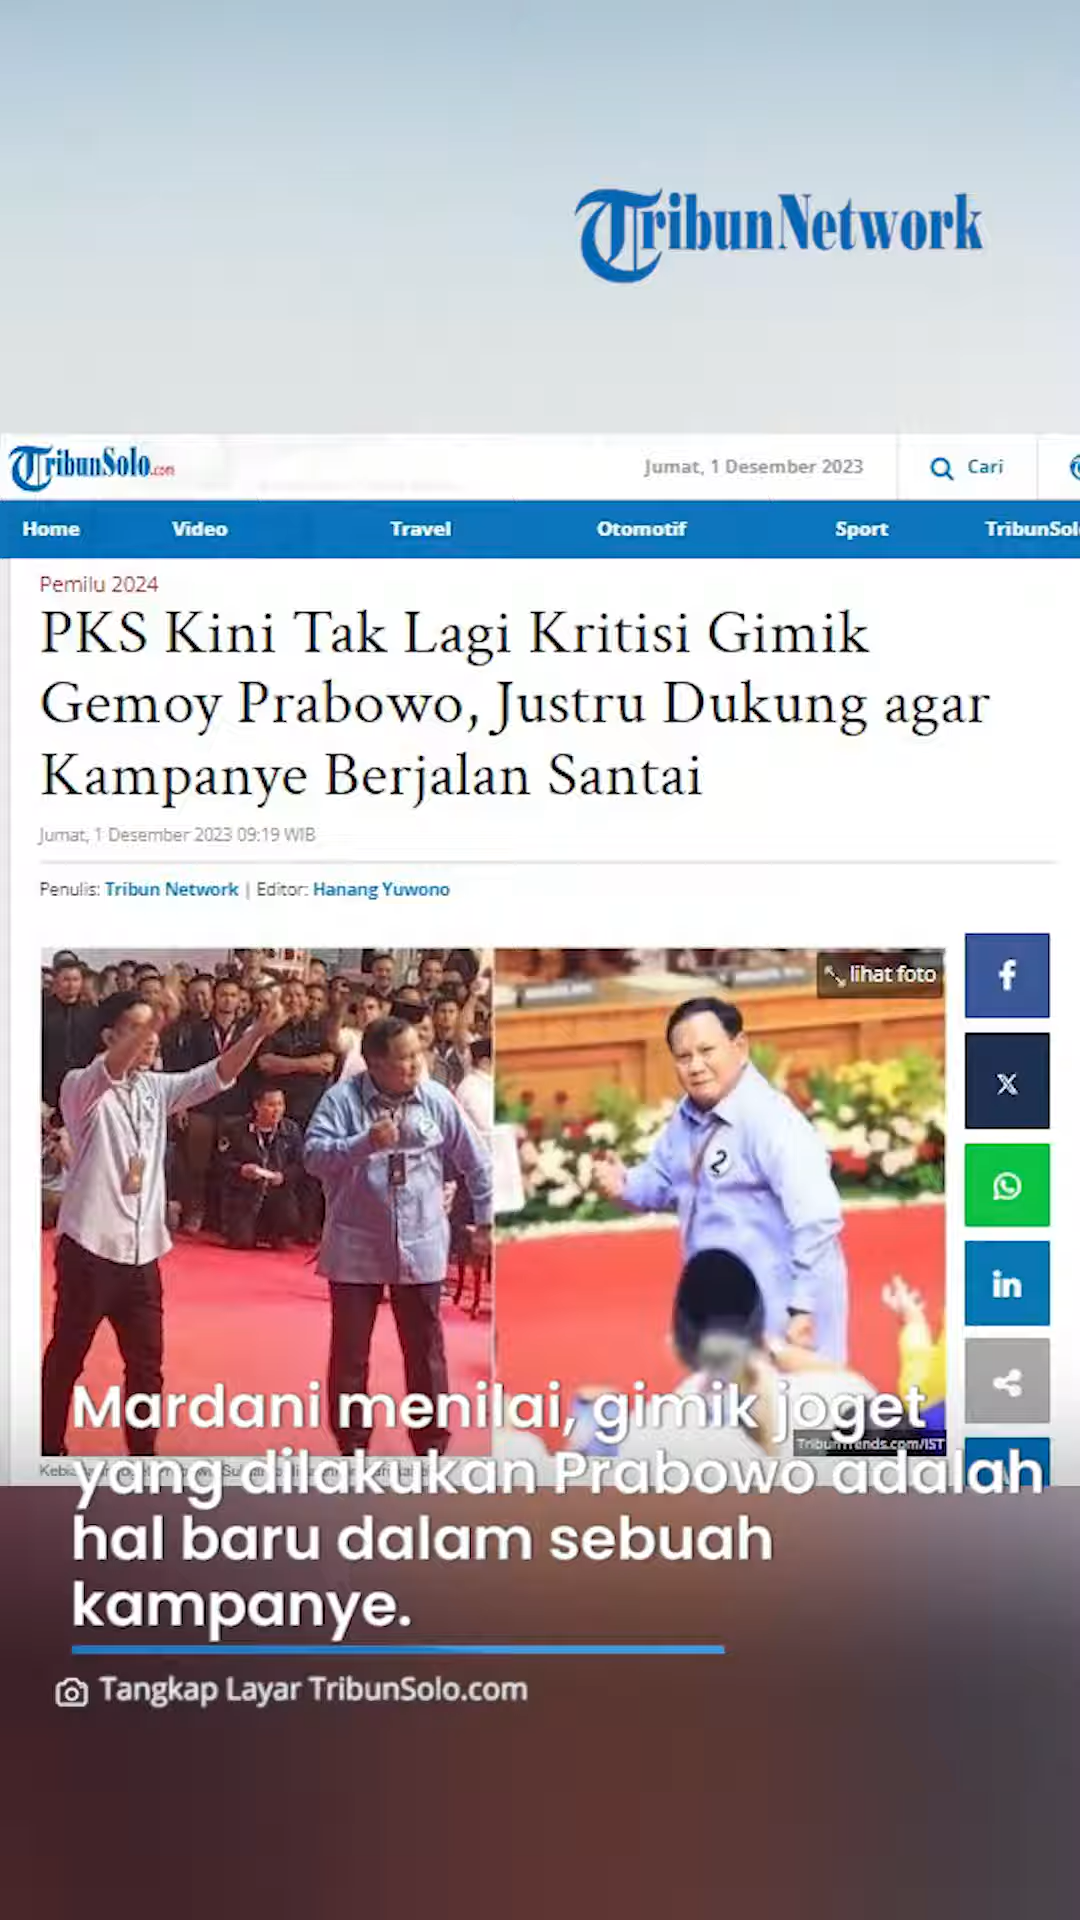 TribunNetwork
TribunSolo.com
Jumat, 1 Desember 2023
Cari
Home Video Travel Otomotif Sport TribunSol
Pemilu 2024
PKS Kini Tak Lagi Kritisi Gimik
Gemoy Prabowo, Justru Dukung agar
Kampanye Berjalan Santai
Jumat, 1 Desember 2023 09:19 WIB
Penulis: Tribun Network | Editor: Hanang Yuwono
lihat foto
2
TribunTrends.com/IST
Mardani menilai, gimik joget
yang dilakukan Prabowo adalah
hal baru dalam sebuah
kampanye.
Tangkap Layar TribunSolo.com